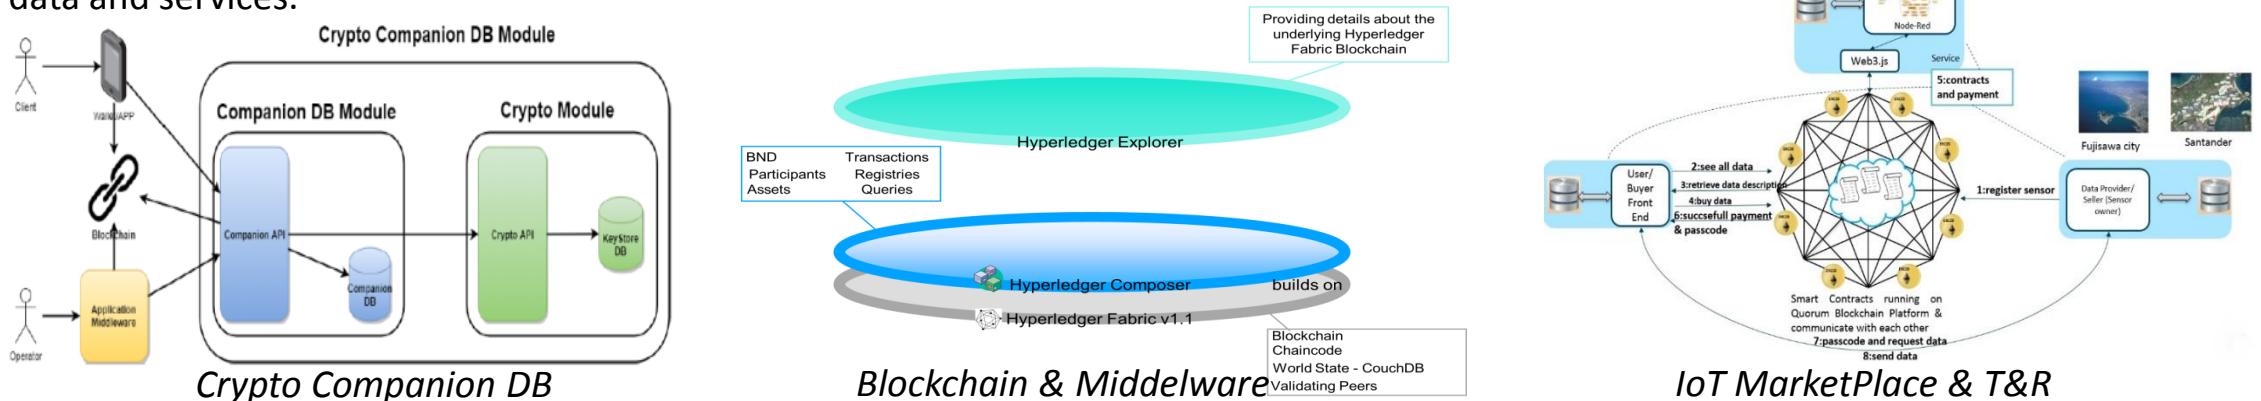 data and services.
Crypto Companion DB Module
Client
Wallet/APP
Companion DB Module
Crypto Module
Blockchain
Companion API
Crypto API
KeyStore
DB
Companion
DB
Application
Middleware
Operator
Crypto Companion DB
Providing details about the
underlying Hyperledger
Fabric Blockchain
Hyperledger Explorer
BND Transactions
Participants Registries
Assets Queries
Hyperledger Composer builds on
Hyperledger Fabric v1.1
Blockchain
Chaincode
World State - CouchDB
Validating Peers
Blockchain & Middelware
Node-Red
Web3.js
Service
5:contracts
and payment
Fujisawa city
Santander
User/
Buyer
Front
End
2:see all data
3:retrieve data description
4:buy data
6:succsefull payment
& passcode
1:register sensor
Data Provider/
Seller (Sensor
owner)
Smart Contracts running on
Quorum Blockchain Platform &
communicate with each other
7:passcode and request data
8:send data
IoT MarketPlace & T&R